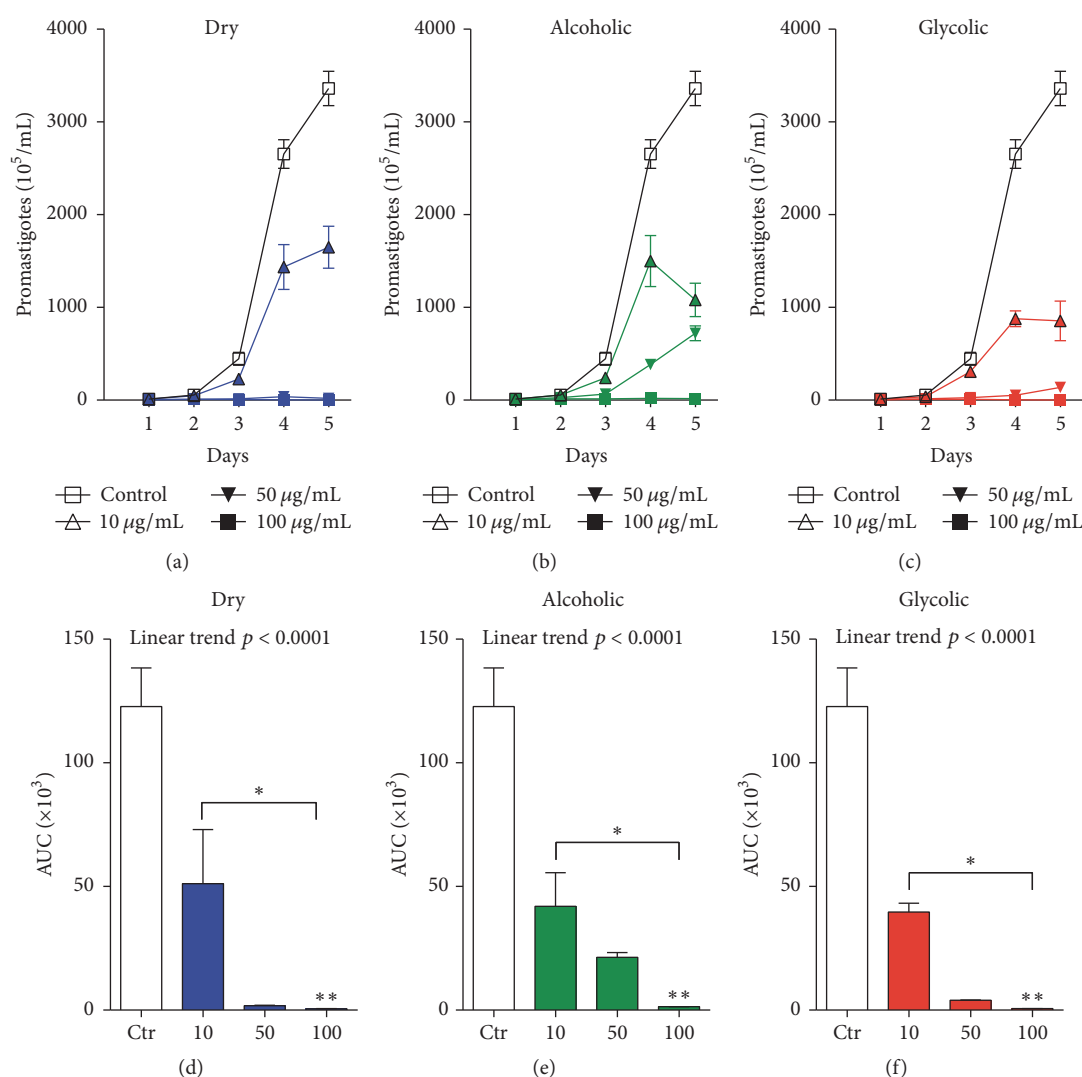 Dry
Promastigotes (10⁵/mL)
4000
3000
2000
1000
0
1 2 3 4 5
Days
Control
50 μg/mL
10 μg/mL
100 μg/mL
(a)
Alcoholic
Promastigotes (10⁵/mL)
4000
3000
2000
1000
0
1 2 3 4 5
Days
Control
50 μg/mL
10 μg/mL
100 μg/mL
(b)
Glycolic
Promastigotes (10⁵/mL)
4000
3000
2000
1000
0
1 2 3 4 5
Days
Control
50 μg/mL
10 μg/mL
100 μg/mL
(c)
Dry
Linear trend p < 0.0001
AUC (×10³)
150
100
50
0
*
**
Ctr 10 50 100
(d)
Alcoholic
Linear trend p < 0.0001
AUC (×10³)
150
100
50
0
*
**
Ctr 10 50 100
(e)
Glycolic
Linear trend p < 0.0001
AUC (×10³)
150
100
50
0
*
**
Ctr 10 50 100
(f)